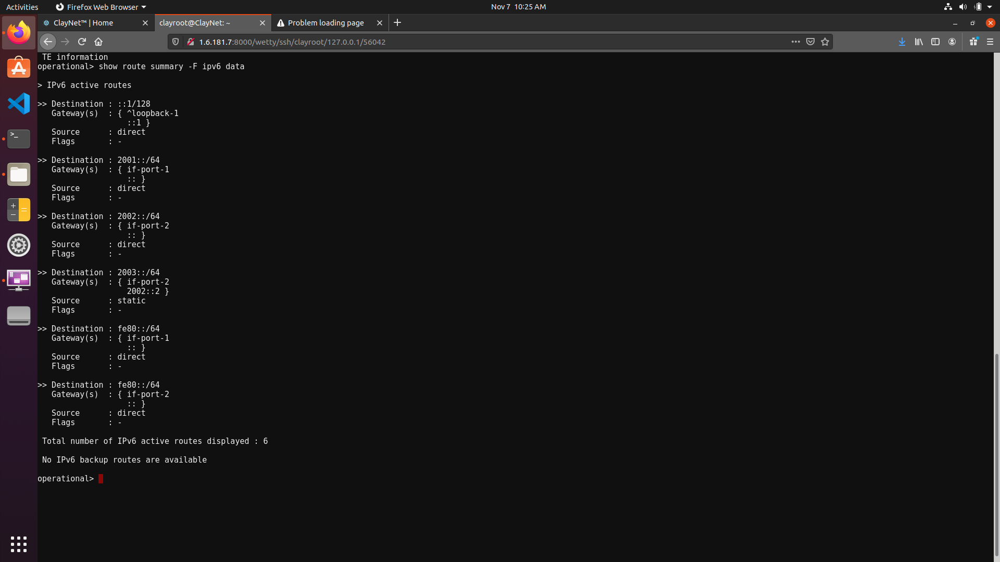 Activities
Firefox Web Browser
Nov 7 10:25 AM
ClayNet™ | Home
clayroot@ClayNet: ~
Problem loading page
1.6.181.7:8000/wetty/ssh/clayroot/127.0.0.1/56042
TE information
operational> show route summary -F ipv6 data
> IPv6 active routes
>> Destination : ::1/128
Gateway(s) : { ^loopback-1
::1 }
Source : direct
Flags : -
>> Destination : 2001::/64
Gateway(s) : { if-port-1
:: }
Source : direct
Flags : -
>> Destination : 2002::/64
Gateway(s) : { if-port-2
:: }
Source : direct
Flags : -
>> Destination : 2003::/64
Gateway(s) : { if-port-2
2002::2 }
Source : static
Flags : -
>> Destination : fe80::/64
Gateway(s) : { if-port-1
:: }
Source : direct
Flags : -
>> Destination : fe80::/64
Gateway(s) : { if-port-2
:: }
Source : direct
Flags : -
Total number of IPv6 active routes displayed : 6
No IPv6 backup routes are available
operational>